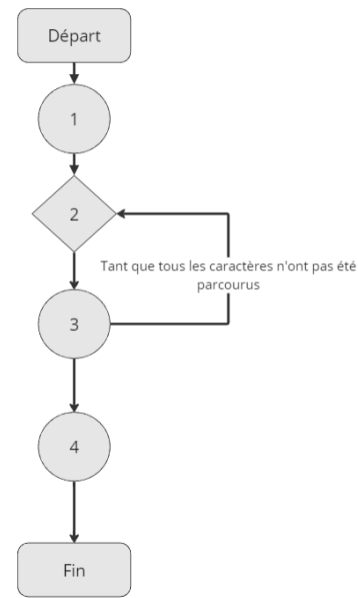 Départ
1
2
Tant que tous les caractères n'ont pas été
parcourus
3
4
Fin